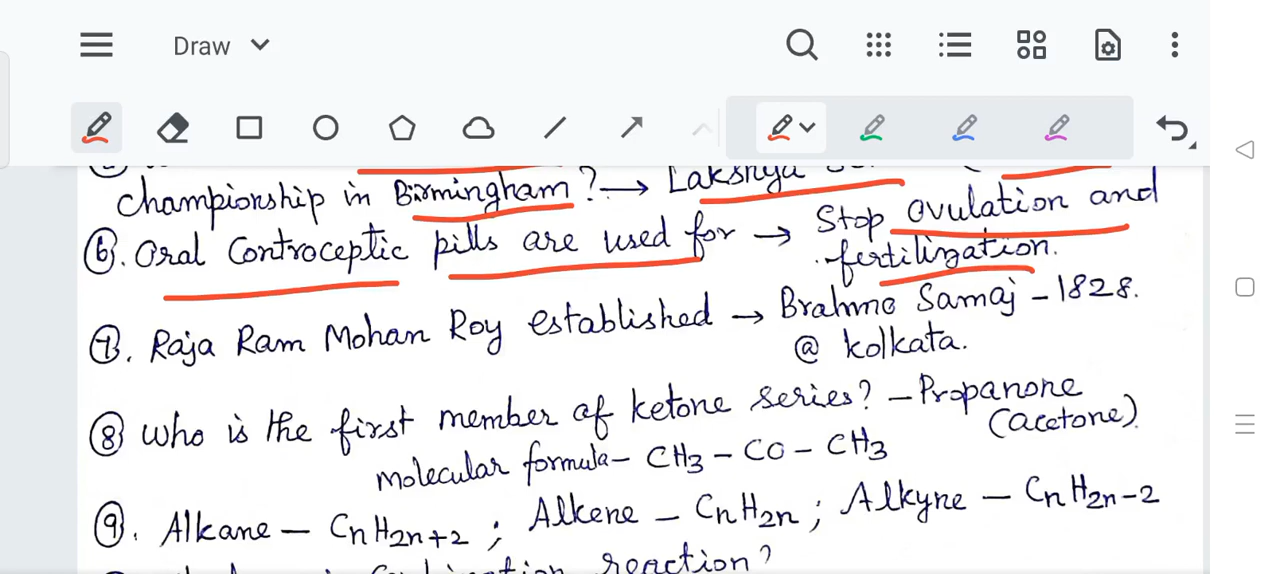 Draw
championship in Birmingham? → Lakshya
⑥. Oral Controceptic pills are used for → Stop ovulation and
fertilization.
⑦. Raja Ram Mohan Roy established → Brahmo Samaj - 1828.
@ kolkata.
⑧ Who is the first member of ketone series? - Propanone
(acetone)
molecular formula - CH3 - CO - CH3
⑨. Alkane - CnH2n+2 ; Alkene - CnH2n ; Alkyne - CnH2n-2
reaction?